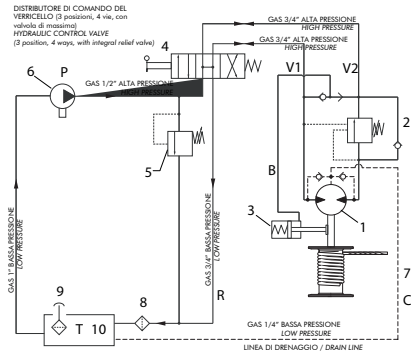 DISTRIBUTORE DI COMANDO DEL
VERRICELLO (3 posizioni, 4 vie, con
valvola di massima)
HYDRAULIC CONTROL VALVE
(3 position, 4 ways, with integral relief valve)
GAS 3/4" ALTA PRESSIONE
HIGH PRESSURE
GAS 3/4" ALTA PRESSIONE
HIGH PRESSURE
4
6
P
V1
V2
GAS 1/2" ALTA PRESSIONE
HIGH PRESSURE
2
5
B
3
1
GAS 1" BASSA PRESSIONE
LOW PRESSURE
GAS 3/4" BASSA PRESSIONE
LOW PRESSURE
7
R
C
9
8
T 10
GAS 1/4" BASSA PRESSIONE
LOW PRESSURE
LINEA DI DRENAGGIO / DRAIN LINE